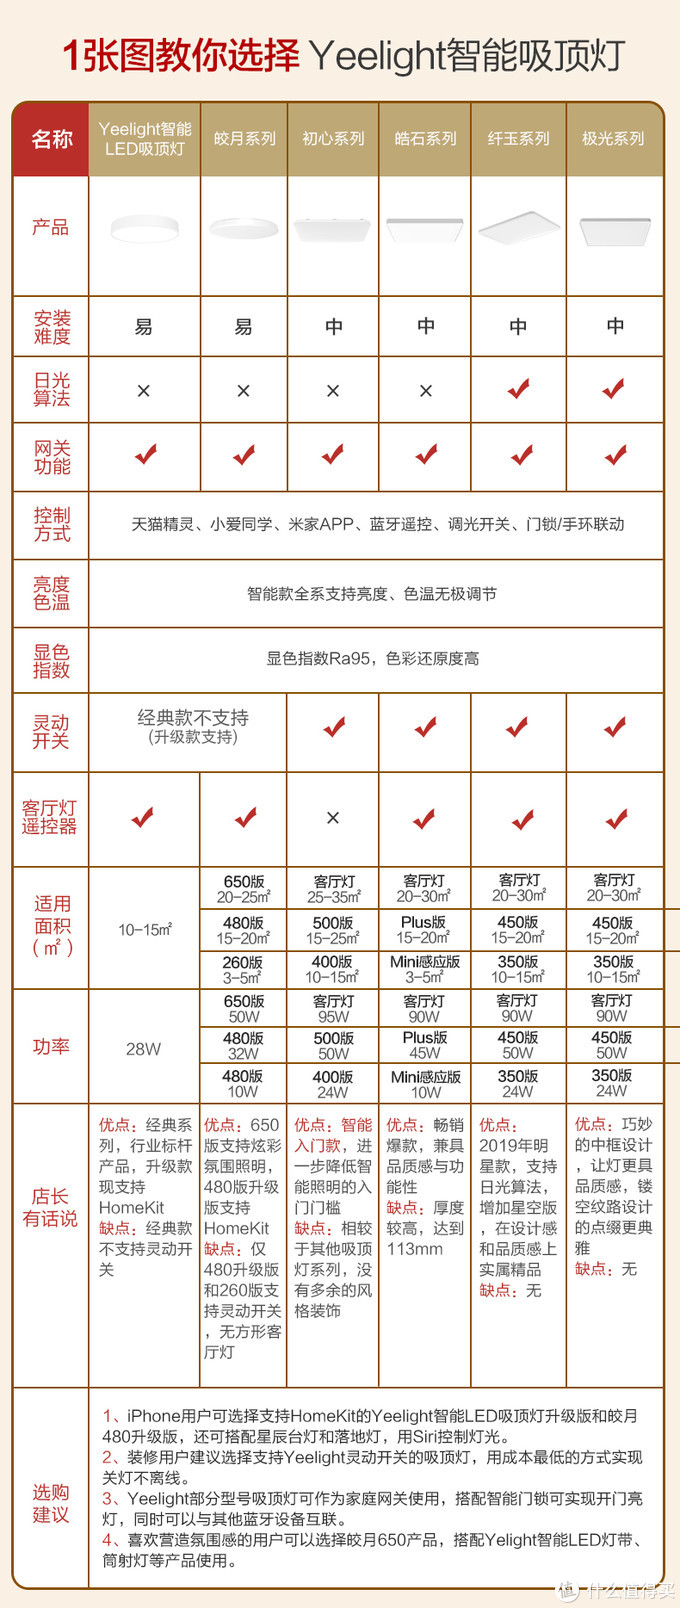 1张图教你选择 Yeelight智能吸顶灯
名称
Yeelight智能
LED吸顶灯
皎月系列
初心系列
皓石系列
纤玉系列
极光系列
产品
安装
难度
易
易
中
中
中
中
日光
算法
×
×
×
×
网关
功能
控制
方式
天猫精灵、小爱同学、米家APP、蓝牙遥控、调光开关、门锁/手环联动
亮度
色温
智能款全系支持亮度、色温无极调节
显色
指数
显色指数Ra95，色彩还原度高
灵动
开关
经典款不支持
(升级款支持)
客厅灯
遥控器
×
适用
面积
(㎡)
10-15㎡
650版
20-25㎡
客厅灯
25-35㎡
客厅灯
20-30㎡
客厅灯
20-30㎡
客厅灯
20-30㎡
480版
15-20㎡
500版
15-25㎡
Plus版
15-20㎡
450版
15-20㎡
450版
15-20㎡
260版
3-5㎡
400版
10-15㎡
Mini感应版
3-5㎡
350版
10-15㎡
350版
10-15㎡
功率
28W
650版
50W
客厅灯
95W
客厅灯
90W
客厅灯
90W
客厅灯
90W
480版
32W
500版
50W
Plus版
45W
450版
50W
450版
50W
480版
10W
400版
24W
Mini感应版
10W
350版
24W
350版
24W
店长
有话说
优点：经典系
列，行业标杆
产品，升级款
现支持
HomeKit
缺点：经典款
不支持灵动开
关
优点：650
版支持炫彩
氛围照明，
480版升级
版支持
HomeKit
缺点：仅
480升级版
和260版支
持灵动开关
，无方形客
厅灯
优点：智能
入门款，进
一步降低智
能照明的入
门门槛
缺点：相较
于其他吸顶
灯系列，没
有多余的风
格装饰
优点：畅销
爆款，兼具
品质感与功
能性
缺点：厚度
较高，达到
113mm
优点：
2019年明
星款，支持
日光算法，
增加星空版
，在设计感
和品质感上
实属精品
缺点：无
优点：巧妙
的中框设计
，让灯更具
品质感，镂
空纹路设计
的点缀更典
雅
缺点：无
选购
建议
1、iPhone用户可选择支持HomeKit的Yeelight智能LED吸顶灯升级版和皎月
480升级版，还可搭配星辰台灯和落地灯，用Siri控制灯光。
2、装修用户建议选择支持Yeelight灵动开关的吸顶灯，用成本最低的方式实现
关灯不离线。
3、Yeelight部分型号吸顶灯可作为家庭网关使用，搭配智能门锁可实现开门亮
灯，同时可以与其他蓝牙设备互联。
4、喜欢营造氛围感的用户可以选择皎月650产品，搭配Yelight智能LED灯带、
筒射灯等产品使用。
值 什么值得买